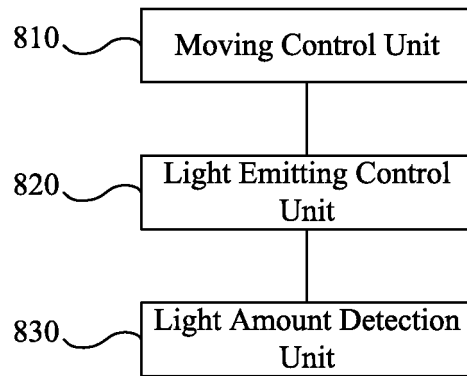 810
Moving Control Unit
820
Light Emitting Control
Unit
830
Light Amount Detection
Unit